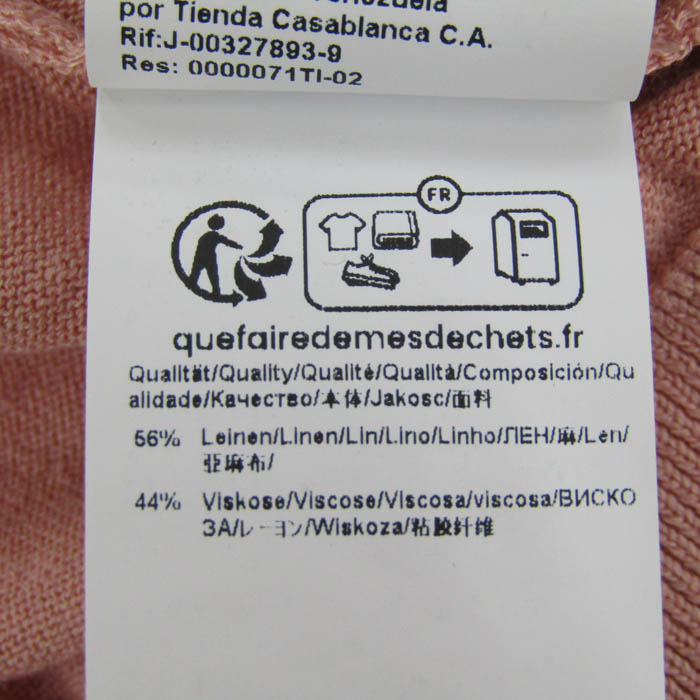 por Tienda Casablanca C.A.
Rif:J-00327893-9
Res: 0000071TI-02
FR
quefairedemesdechets.fr
Qualität/Quality/Qualité/Qualità/Composición/Qu
alidade/Качество/本体/Jakosc/面料
56% Leinen/Linen/Lin/Lino/Linho/ЛЕН/麻/Len/
亜麻布/
44% Viskose/Viscose/Viscosa/viscosa/ВИСКО
ЗА/レーヨン/Wiskoza/粘胶纤维